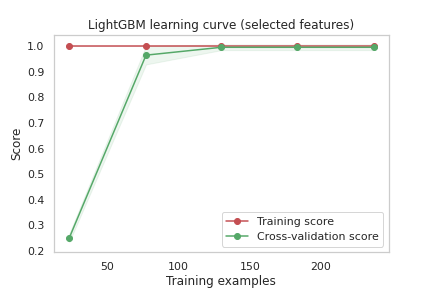 LightGBM learning curve (selected features)
1.0
0.9
0.8
0.7
0.6
0.5
0.4
0.3
0.2
Score
50
100
150
200
Training examples
Training score
Cross-validation score